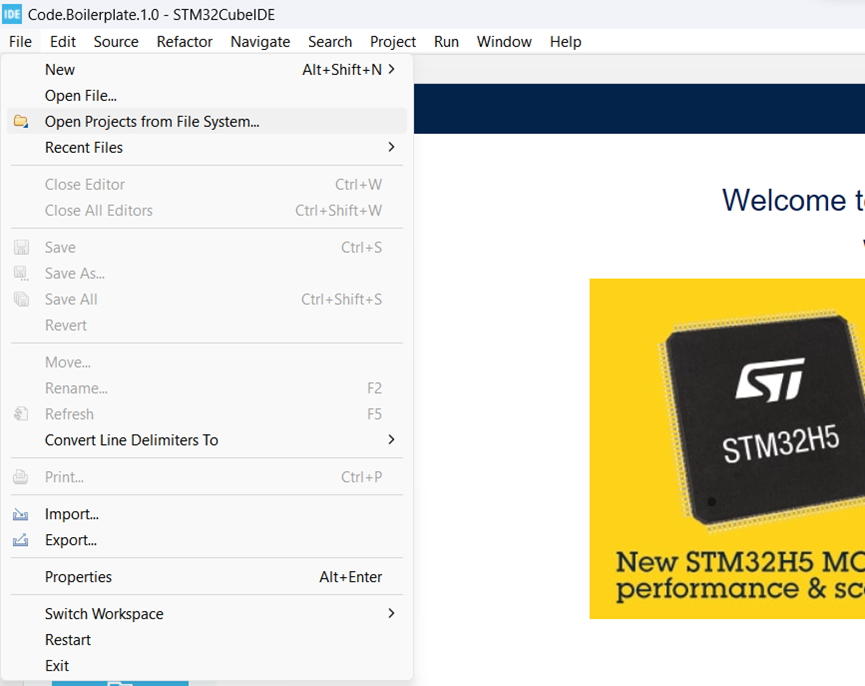 IDE Code.Boilerplate.1.0 - STM32CubeIDE
File Edit Source Refactor Navigate Search Project Run Window Help
New Alt+Shift+N
Open File...
Open Projects from File System...
Recent Files
Close Editor Ctrl+W
Close All Editors Ctrl+Shift+W
Save Ctrl+S
Save As...
Save All Ctrl+Shift+S
Revert
Move...
Rename... F2
Refresh F5
Convert Line Delimiters To
Print... Ctrl+P
Import...
Export...
Properties Alt+Enter
Switch Workspace
Restart
Exit
Welcome
ST
STM32H5
New STM32H5
performance &